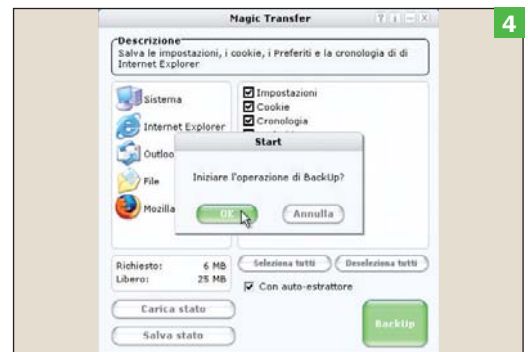 4
Magic Transfer
Descrizione
Salva le impostazioni, i cookie, i Preferiti e la cronologia di di
Internet Explorer
Sistema
Internet Explorer
Outloo
File
Mozilla
Impostazioni
Cookie
Cronologia
Start
Iniziare l'operazione di BackUp?
OK
Annulla
Richiesto: 6 MB
Libero: 25 MB
Seleziona tutti
Deseleziona tutti
Con auto-estrattore
Carica stato
Salva stato
BackUp